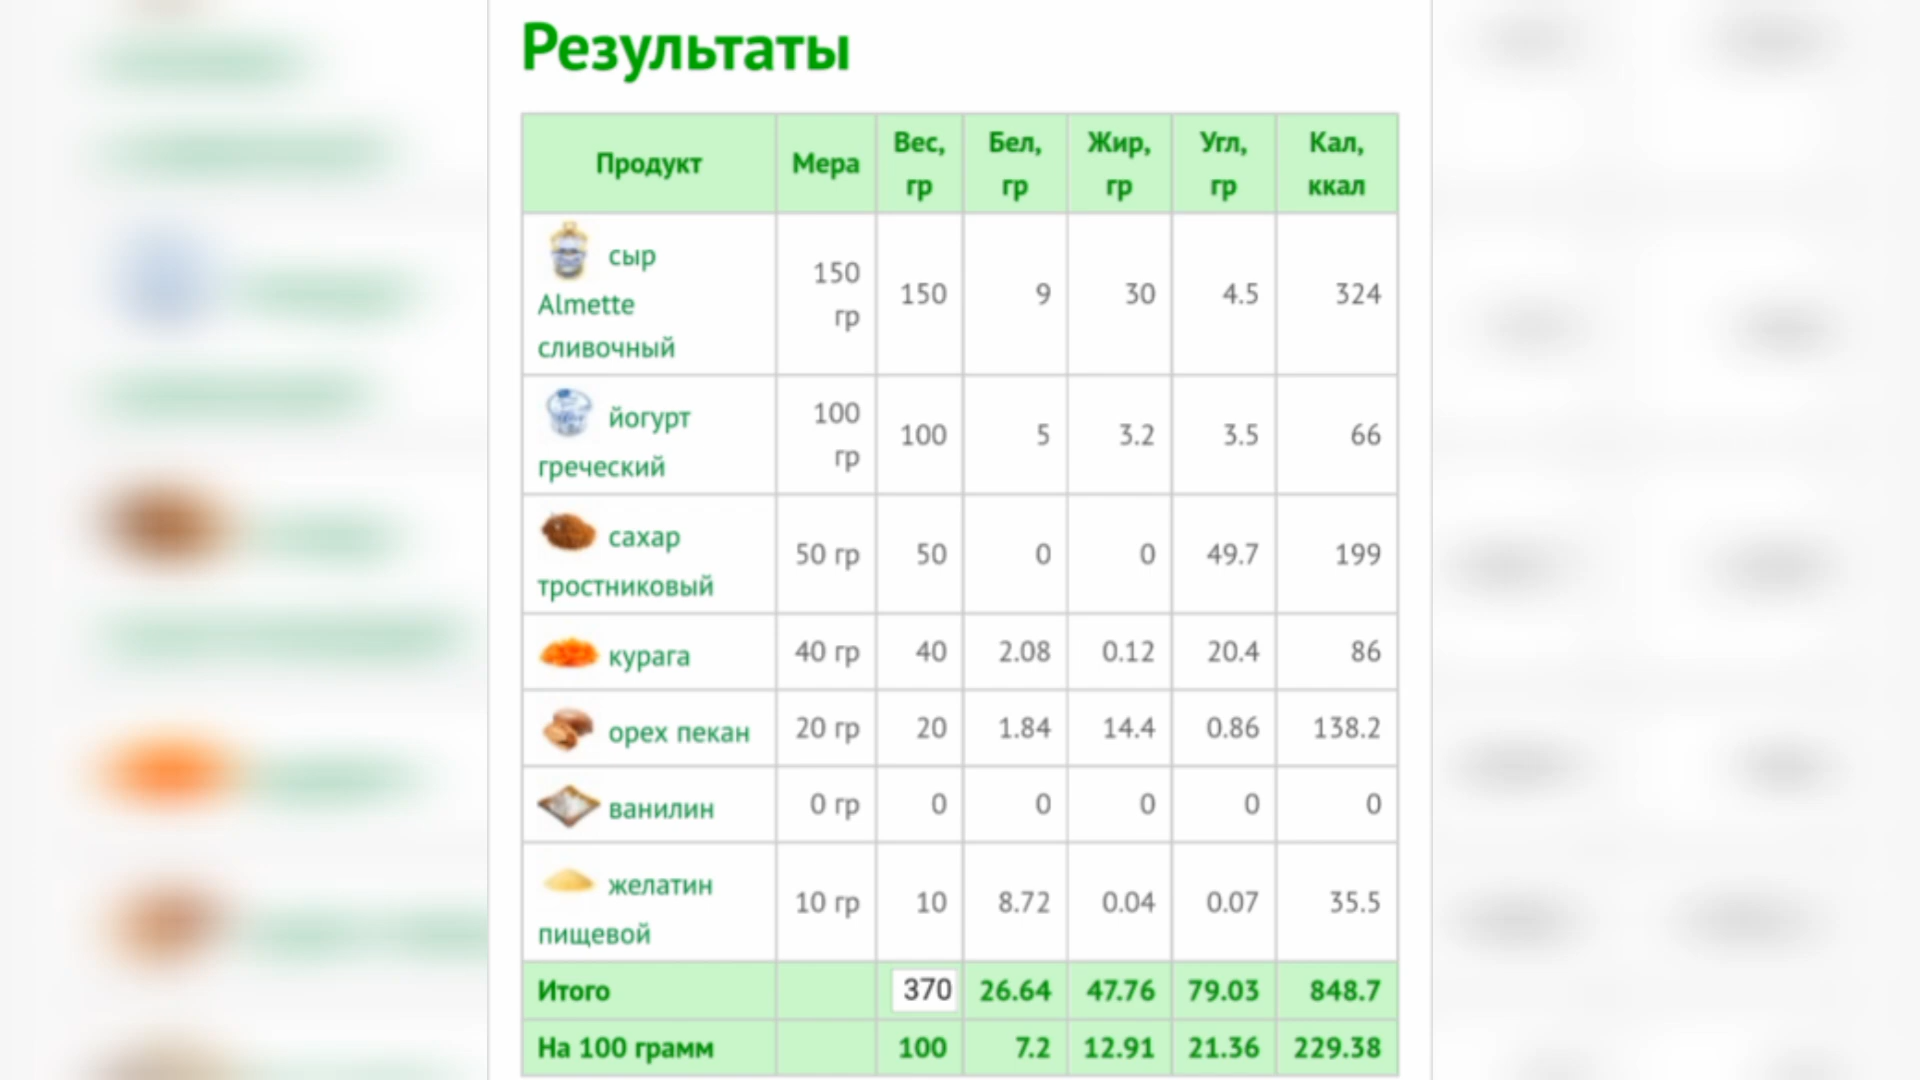 Результаты
Продукт Мера Вес, гр Бел, гр Жир, гр Угл, гр Кал, ккал
сыр Almette сливочный 150 гр 150 9 30 4.5 324
йогурт греческий 100 гр 100 5 3.2 3.5 66
сахар тростниковый 50 гр 50 0 0 49.7 199
курага 40 гр 40 2.08 0.12 20.4 86
орех пекан 20 гр 20 1.84 14.4 0.86 138.2
ванилин 0 гр 0 0 0 0 0
желатин пищевой 10 гр 10 8.72 0.04 0.07 35.5
Итого 370 26.64 47.76 79.03 848.7
На 100 грамм 100 7.2 12.91 21.36 229.38